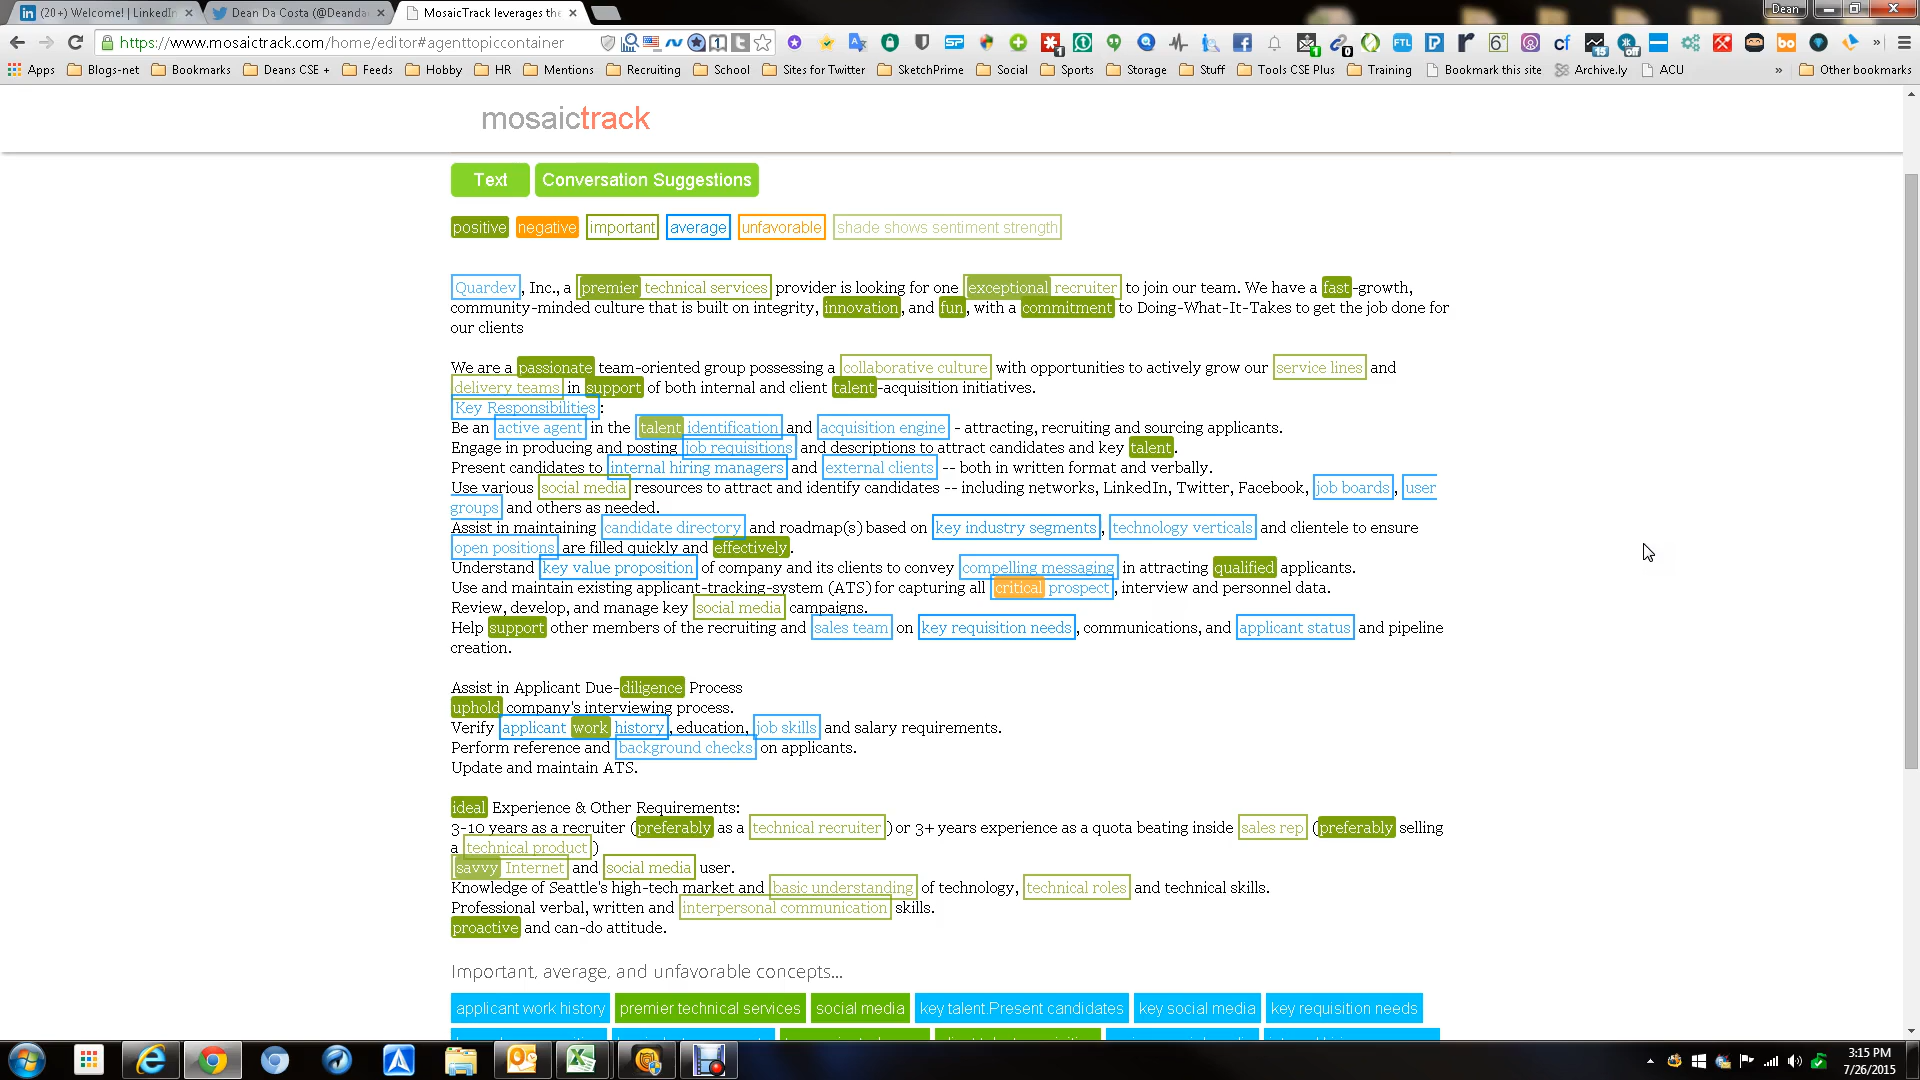 (20+) Welcome! | LinkedIn
Dean Da Costa (@Deanda
MosaicTrack leverages the
Dean
https://www.mosaictrack.com/home/editor#agenttopiccontainer
Apps Blogs-net Bookmarks Deans CSE + Feeds Hobby HR Mentions Recruiting School Sites for Twitter SketchPrime Social Sports Storage Stuff Tools CSE Plus Training Bookmark this site Archive.ly ACU » Other bookmarks
mosaictrack
Text Conversation Suggestions
positive negative important average unfavorable shade shows sentiment strength
Quardev, Inc., a premier technical services provider is looking for one exceptional recruiter to join our team. We have a fast-growth,
community-minded culture that is built on integrity, innovation, and fun, with a commitment to Doing-What-It-Takes to get the job done for
our clients
We are a passionate team-oriented group possessing a collaborative culture with opportunities to actively grow our service lines and
delivery teams in support of both internal and client talent-acquisition initiatives.
Key Responsibilities:
Be an active agent in the talent identification and acquisition engine - attracting, recruiting and sourcing applicants.
Engage in producing and posting job requisitions and descriptions to attract candidates and key talent.
Present candidates to internal hiring managers and external clients -- both in written format and verbally.
Use various social media resources to attract and identify candidates -- including networks, LinkedIn, Twitter, Facebook, job boards, user
groups and others as needed.
Assist in maintaining candidate directory and roadmap(s) based on key industry segments, technology verticals and clientele to ensure
open positions are filled quickly and effectively.
Understand key value proposition of company and its clients to convey compelling messaging in attracting qualified applicants.
Use and maintain existing applicant-tracking-system (ATS) for capturing all critical prospect, interview and personnel data.
Review, develop, and manage key social media campaigns.
Help support other members of the recruiting and sales team on key requisition needs, communications, and applicant status and pipeline
creation.
Assist in Applicant Due-diligence Process
uphold company's interviewing process.
Verify applicant work history, education, job skills and salary requirements.
Perform reference and background checks on applicants.
Update and maintain ATS.
ideal Experience & Other Requirements:
3-10 years as a recruiter (preferably as a technical recruiter) or 3+ years experience as a quota beating inside sales rep (preferably selling
a technical product)
savvy Internet and social media user.
Knowledge of Seattle's high-tech market and basic understanding of technology, technical roles and technical skills.
Professional verbal, written and interpersonal communication skills.
proactive and can-do attitude.
Important, average, and unfavorable concepts...
applicant work history premier technical services social media key talent.Present candidates key social media key requisition needs
3:15 PM
7/26/2015